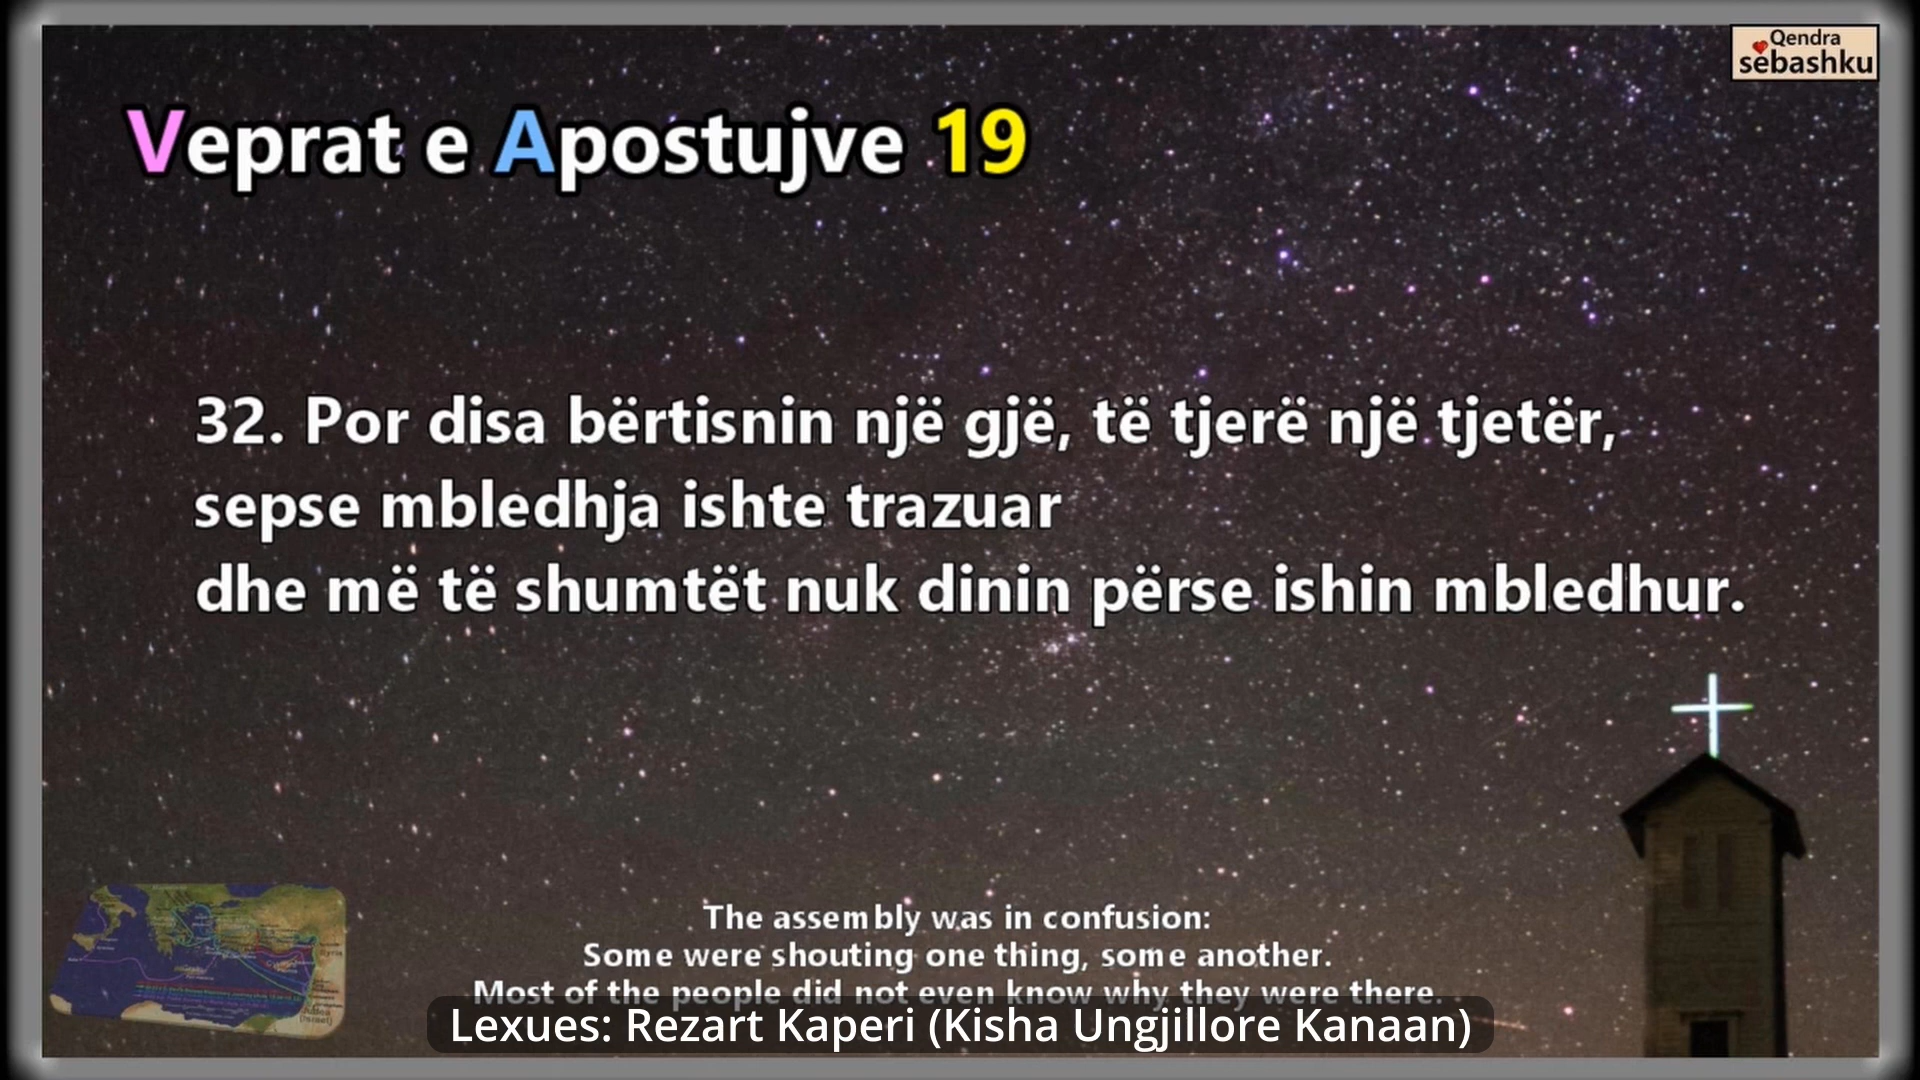 Qendra
sebashku
Veprat e Apostujve 19
32. Por disa bërtisnin një gjë, të tjerë një tjetër,
sepse mbledhja ishte trazuar
dhe më të shumtët nuk dinin përse ishin mbledhur.
The assembly was in confusion:
Some were shouting one thing, some another.
Most of the people did not even know why they were there.
Lexues: Rezart Kaperi (Kisha Ungjillore Kanaan)